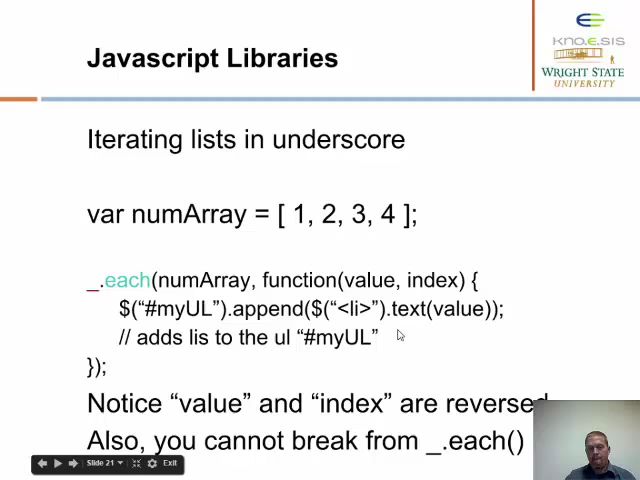 Javascript Libraries
kno.e.sis
WRIGHT STATE
UNIVERSITY
Iterating lists in underscore
var numArray = [ 1, 2, 3, 4 ];
_.each(numArray, function(value, index) {
$(“#myUL”).append($(“<li>”).text(value));
// adds lis to the ul “#myUL”
});
Notice “value” and “index” are reversed
Also, you cannot break from _.each()
Slide 21
Exit